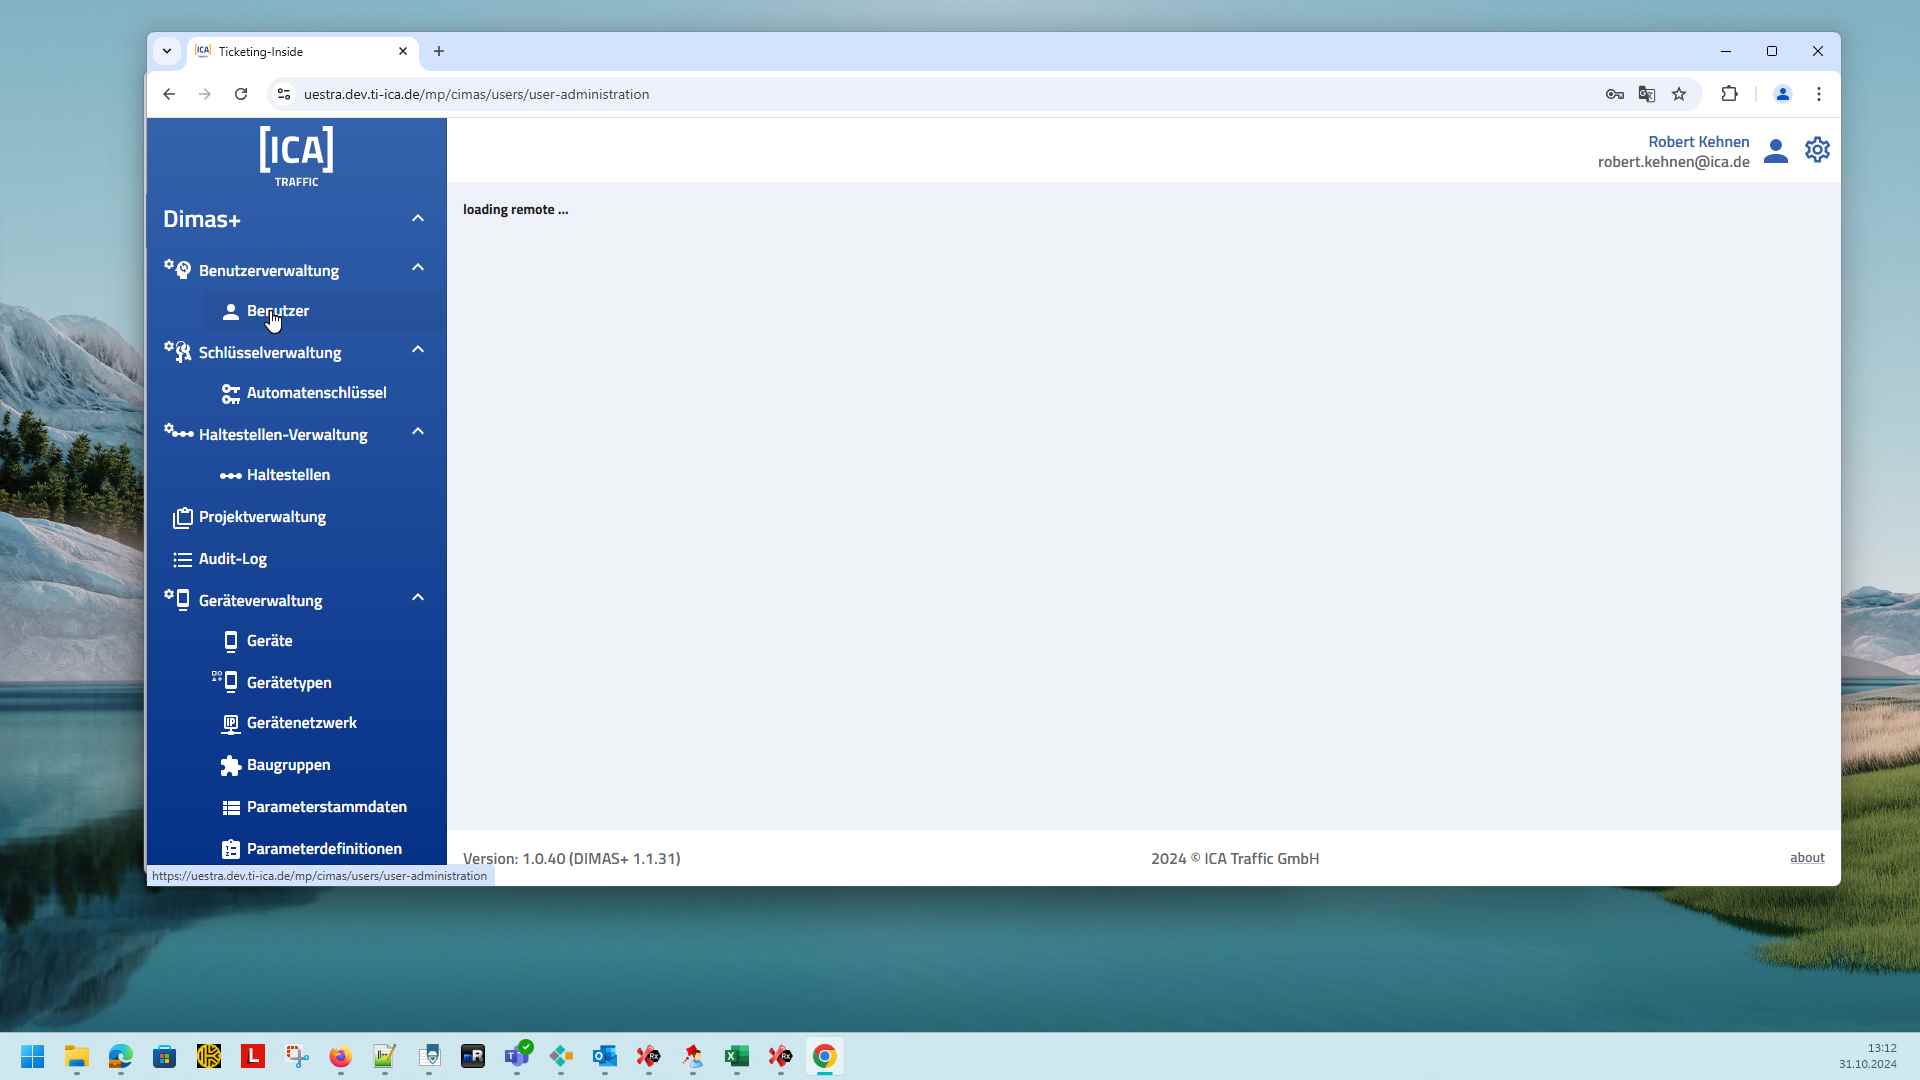 Ticketing-Inside
uestra.dev.ti-ica.de/mp/cimas/users/user-administration
[ICA]
TRAFFIC
Robert Kehnen
robert.kehnen@ica.de
Dimas+
loading remote ...
Benutzerverwaltung
Benutzer
Schlüsselverwaltung
Automatenschlüssel
Haltestellen-Verwaltung
Haltestellen
Projektverwaltung
Audit-Log
Geräteverwaltung
Geräte
Gerätetypen
Gerätenetzwerk
Baugruppen
Parameterstammdaten
Parameterdefinitionen
Version: 1.0.40 (DIMAS+ 1.1.31)
2024 © ICA Traffic GmbH
about
https://uestra.dev.ti-ica.de/mp/cimas/users/user-administration
13:12
31.10.2024